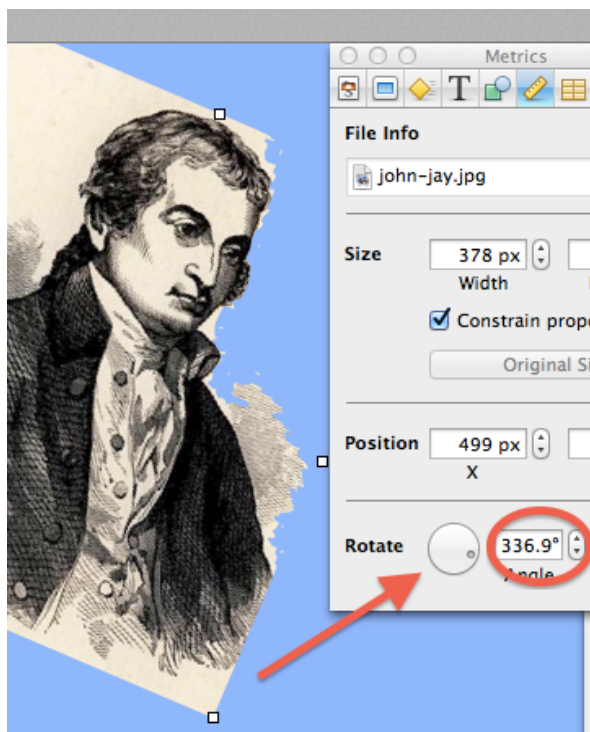 Metrics
T
File Info
john-jay.jpg
Size
378 px
Width
Constrain prop
Original Si
Position
499 px
X
Rotate
336.9°
Angle